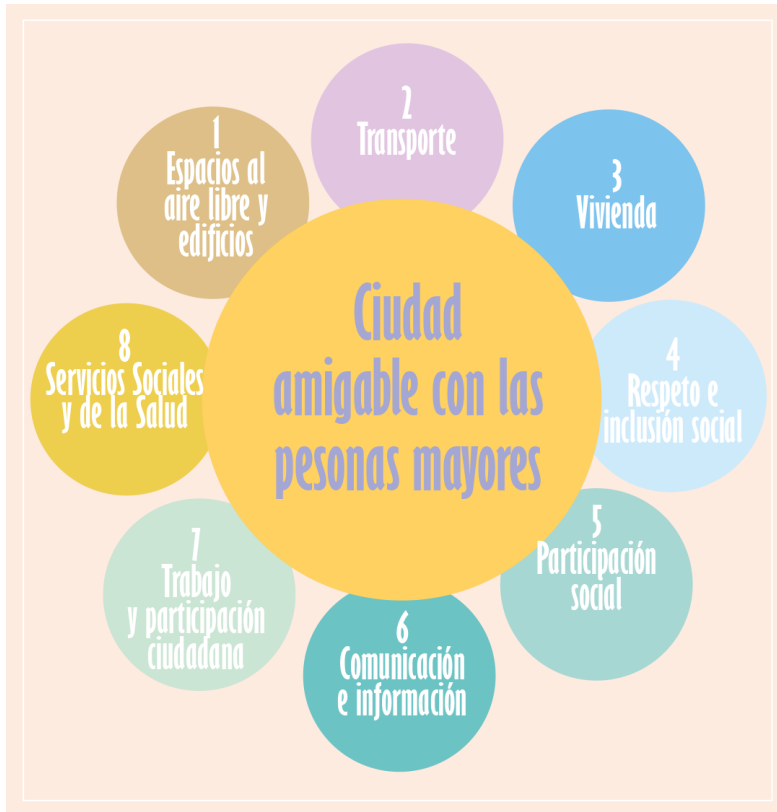 1
Espacios al
aire libre y
edificios
2
Transporte
3
Vivienda
4
Respeto e
inclusión social
5
Participación
social
6
Comunicación
e información
7
Trabajo
y participación
ciudadana
8
Servicios Sociales
y de la Salud
Ciudad
amigable con las
pesonas mayores